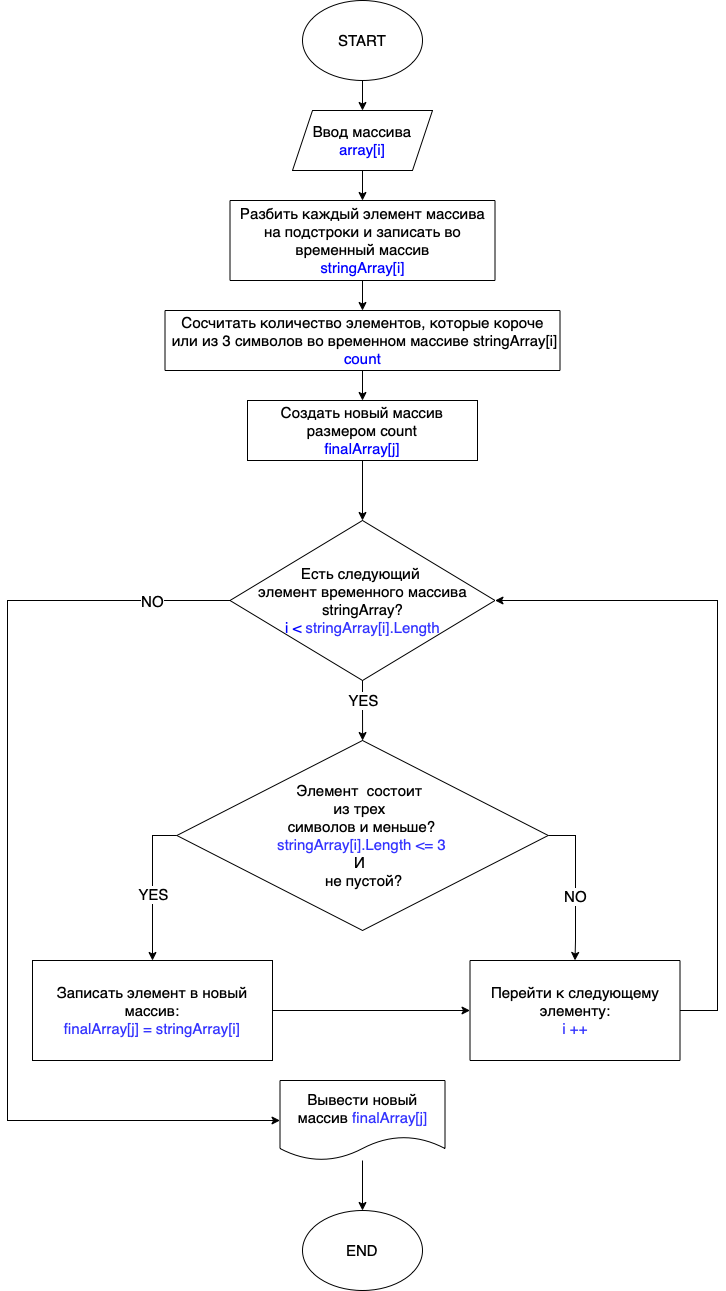 START
Ввод массива
array[i]
Разбить каждый элемент массива
на подстроки и записать во
временный массив
stringArray[i]
Сосчитать количество элементов, которые короче
или из 3 символов во временном массиве stringArray[i]
count
Создать новый массив
размером count
finalArray[j]
Есть следующий
элемент временного массива
stringArray?
i < stringArray[i].Length
NO
YES
Элемент состоит
из трех
символов и меньше?
stringArray[i].Length <= 3
И
не пустой?
YES
NO
Записать элемент в новый
массив:
finalArray[j] = stringArray[i]
Перейти к следующему
элементу:
i ++
Вывести новый
массив finalArray[j]
END